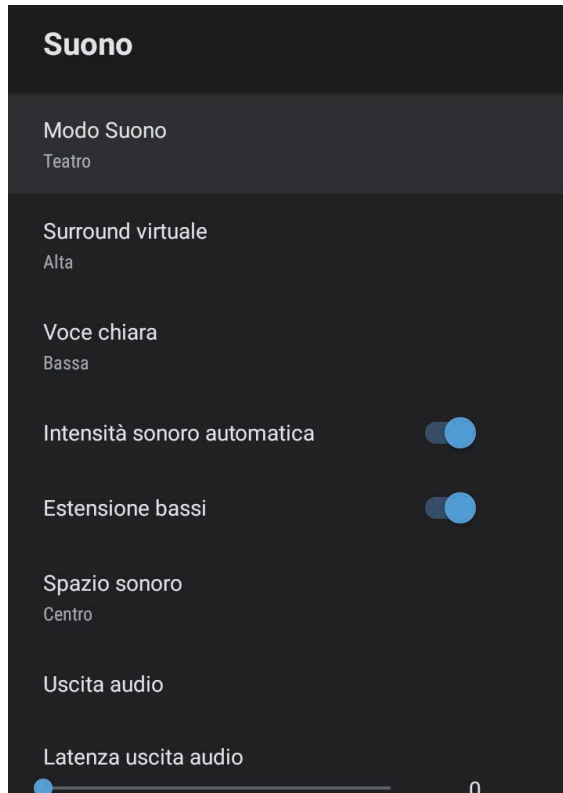 Suono
Modo Suono
Teatro
Surround virtuale
Alta
Voce chiara
Bassa
Intensità sonoro automatica
Estensione bassi
Spazio sonoro
Centro
Uscita audio
Latenza uscita audio
0